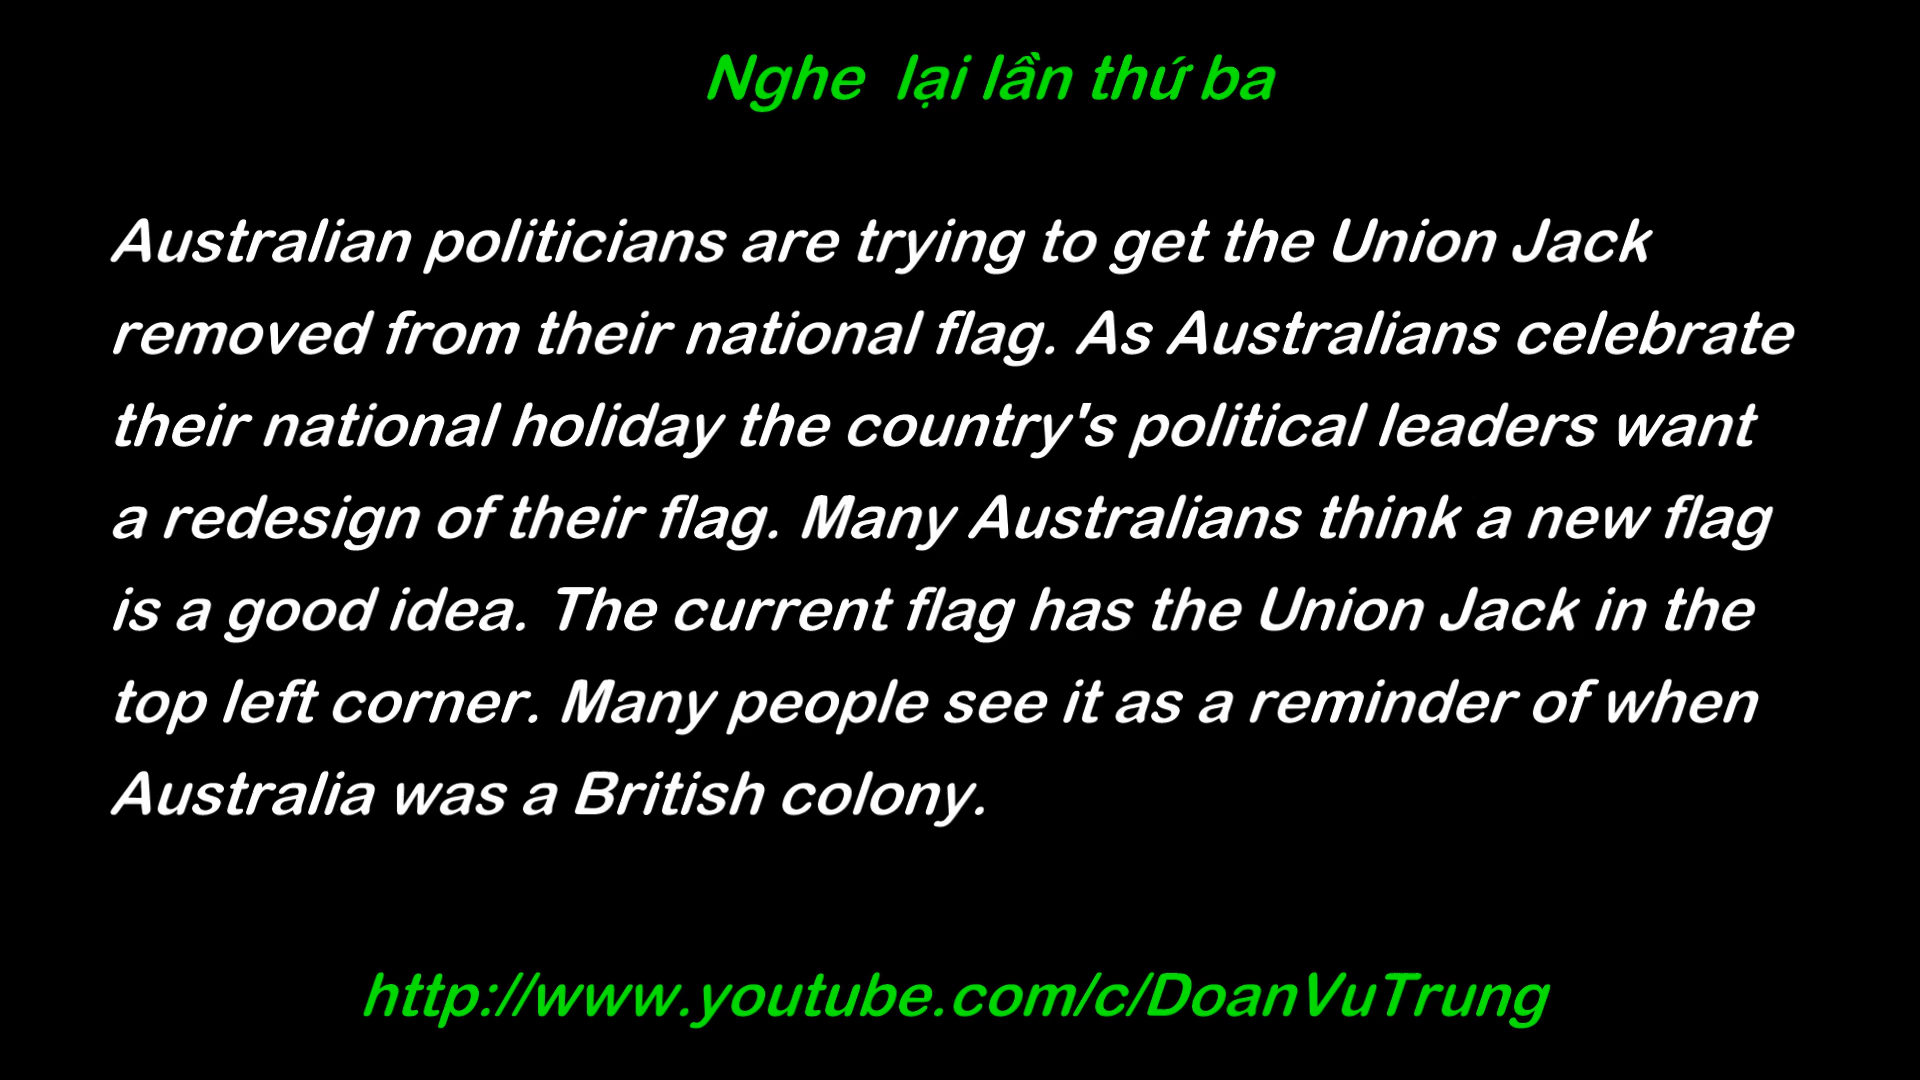 Nghe lại lần thứ ba
Australian politicians are trying to get the Union Jack
removed from their national flag. As Australians celebrate
their national holiday the country's political leaders want
a redesign of their flag. Many Australians think a new flag
is a good idea. The current flag has the Union Jack in the
top left corner. Many people see it as a reminder of when
Australia was a British colony.
http://www.youtube.com/c/DoanVuTrung